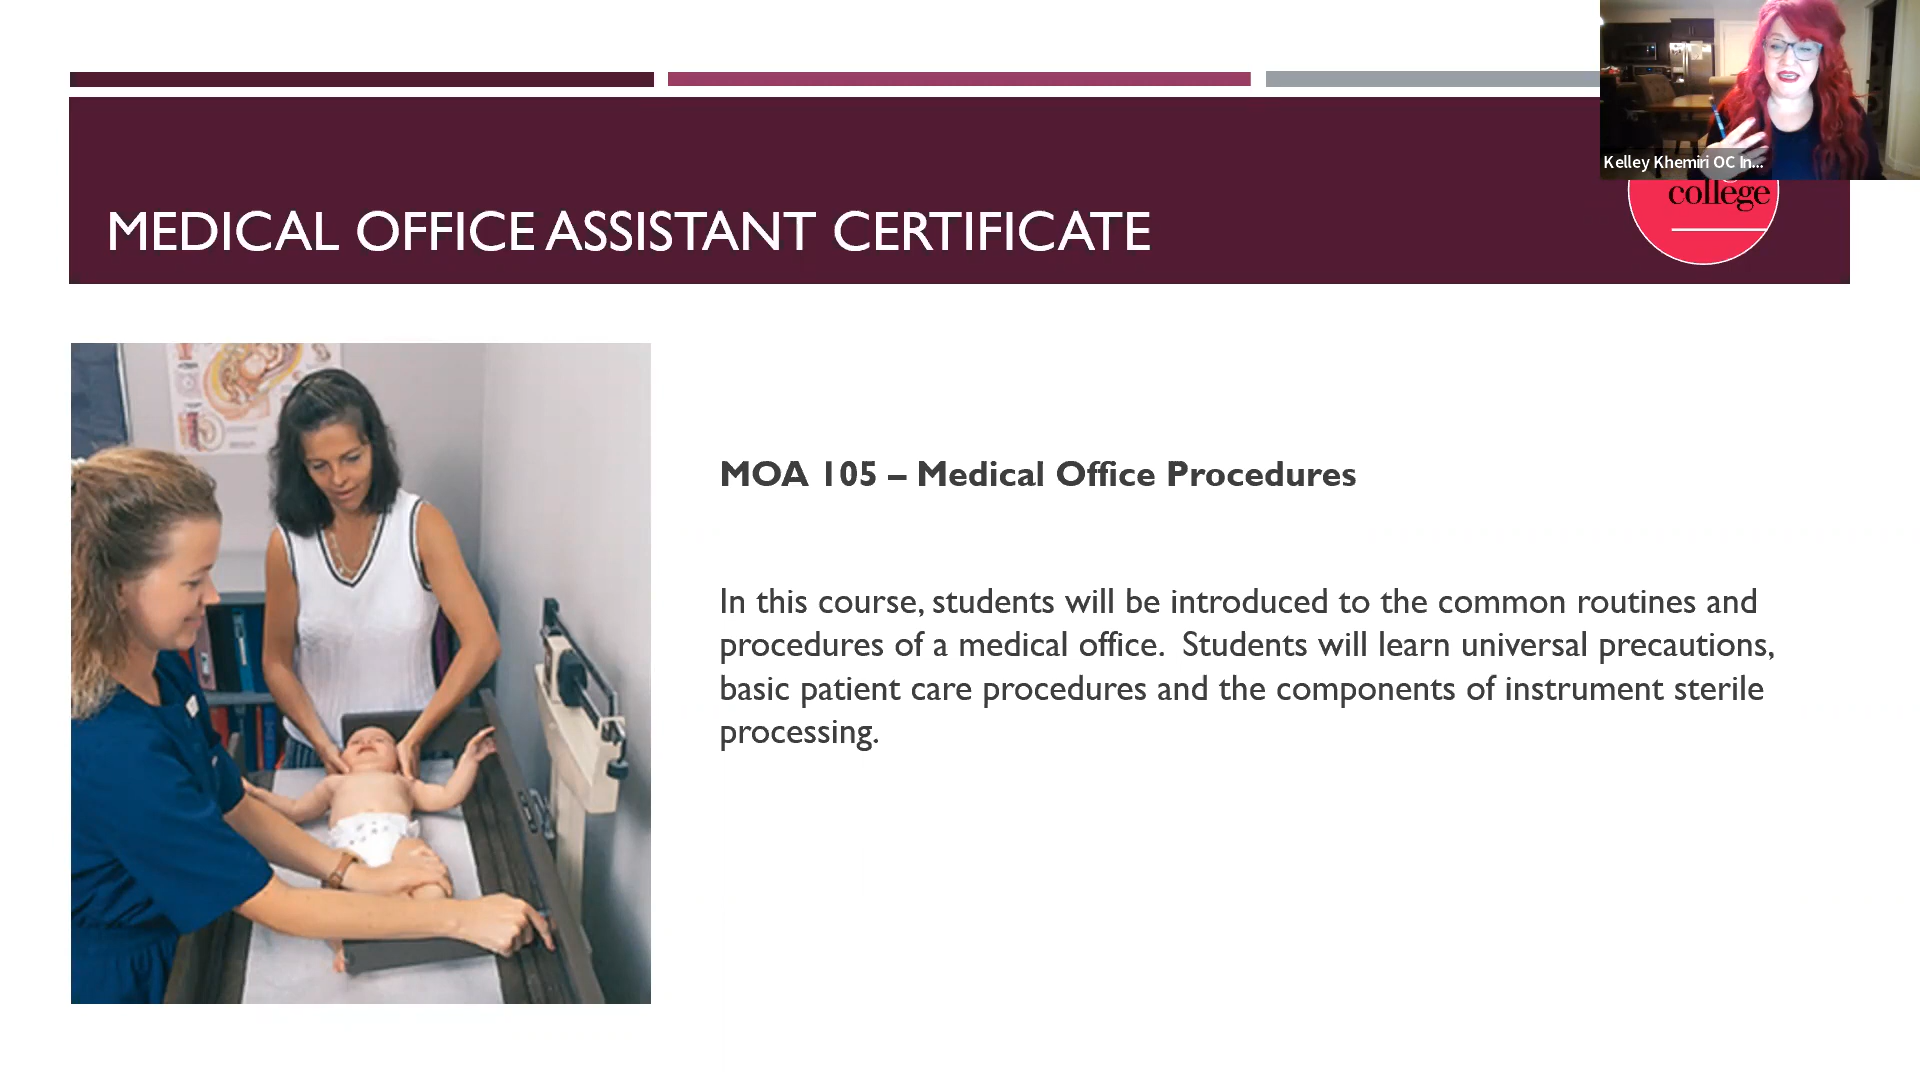 Kelley Khemiri OC In...
college
MEDICAL OFFICE ASSISTANT CERTIFICATE
MOA 105 – Medical Office Procedures
In this course, students will be introduced to the common routines and
procedures of a medical office.  Students will learn universal precautions,
basic patient care procedures and the components of instrument sterile
processing.